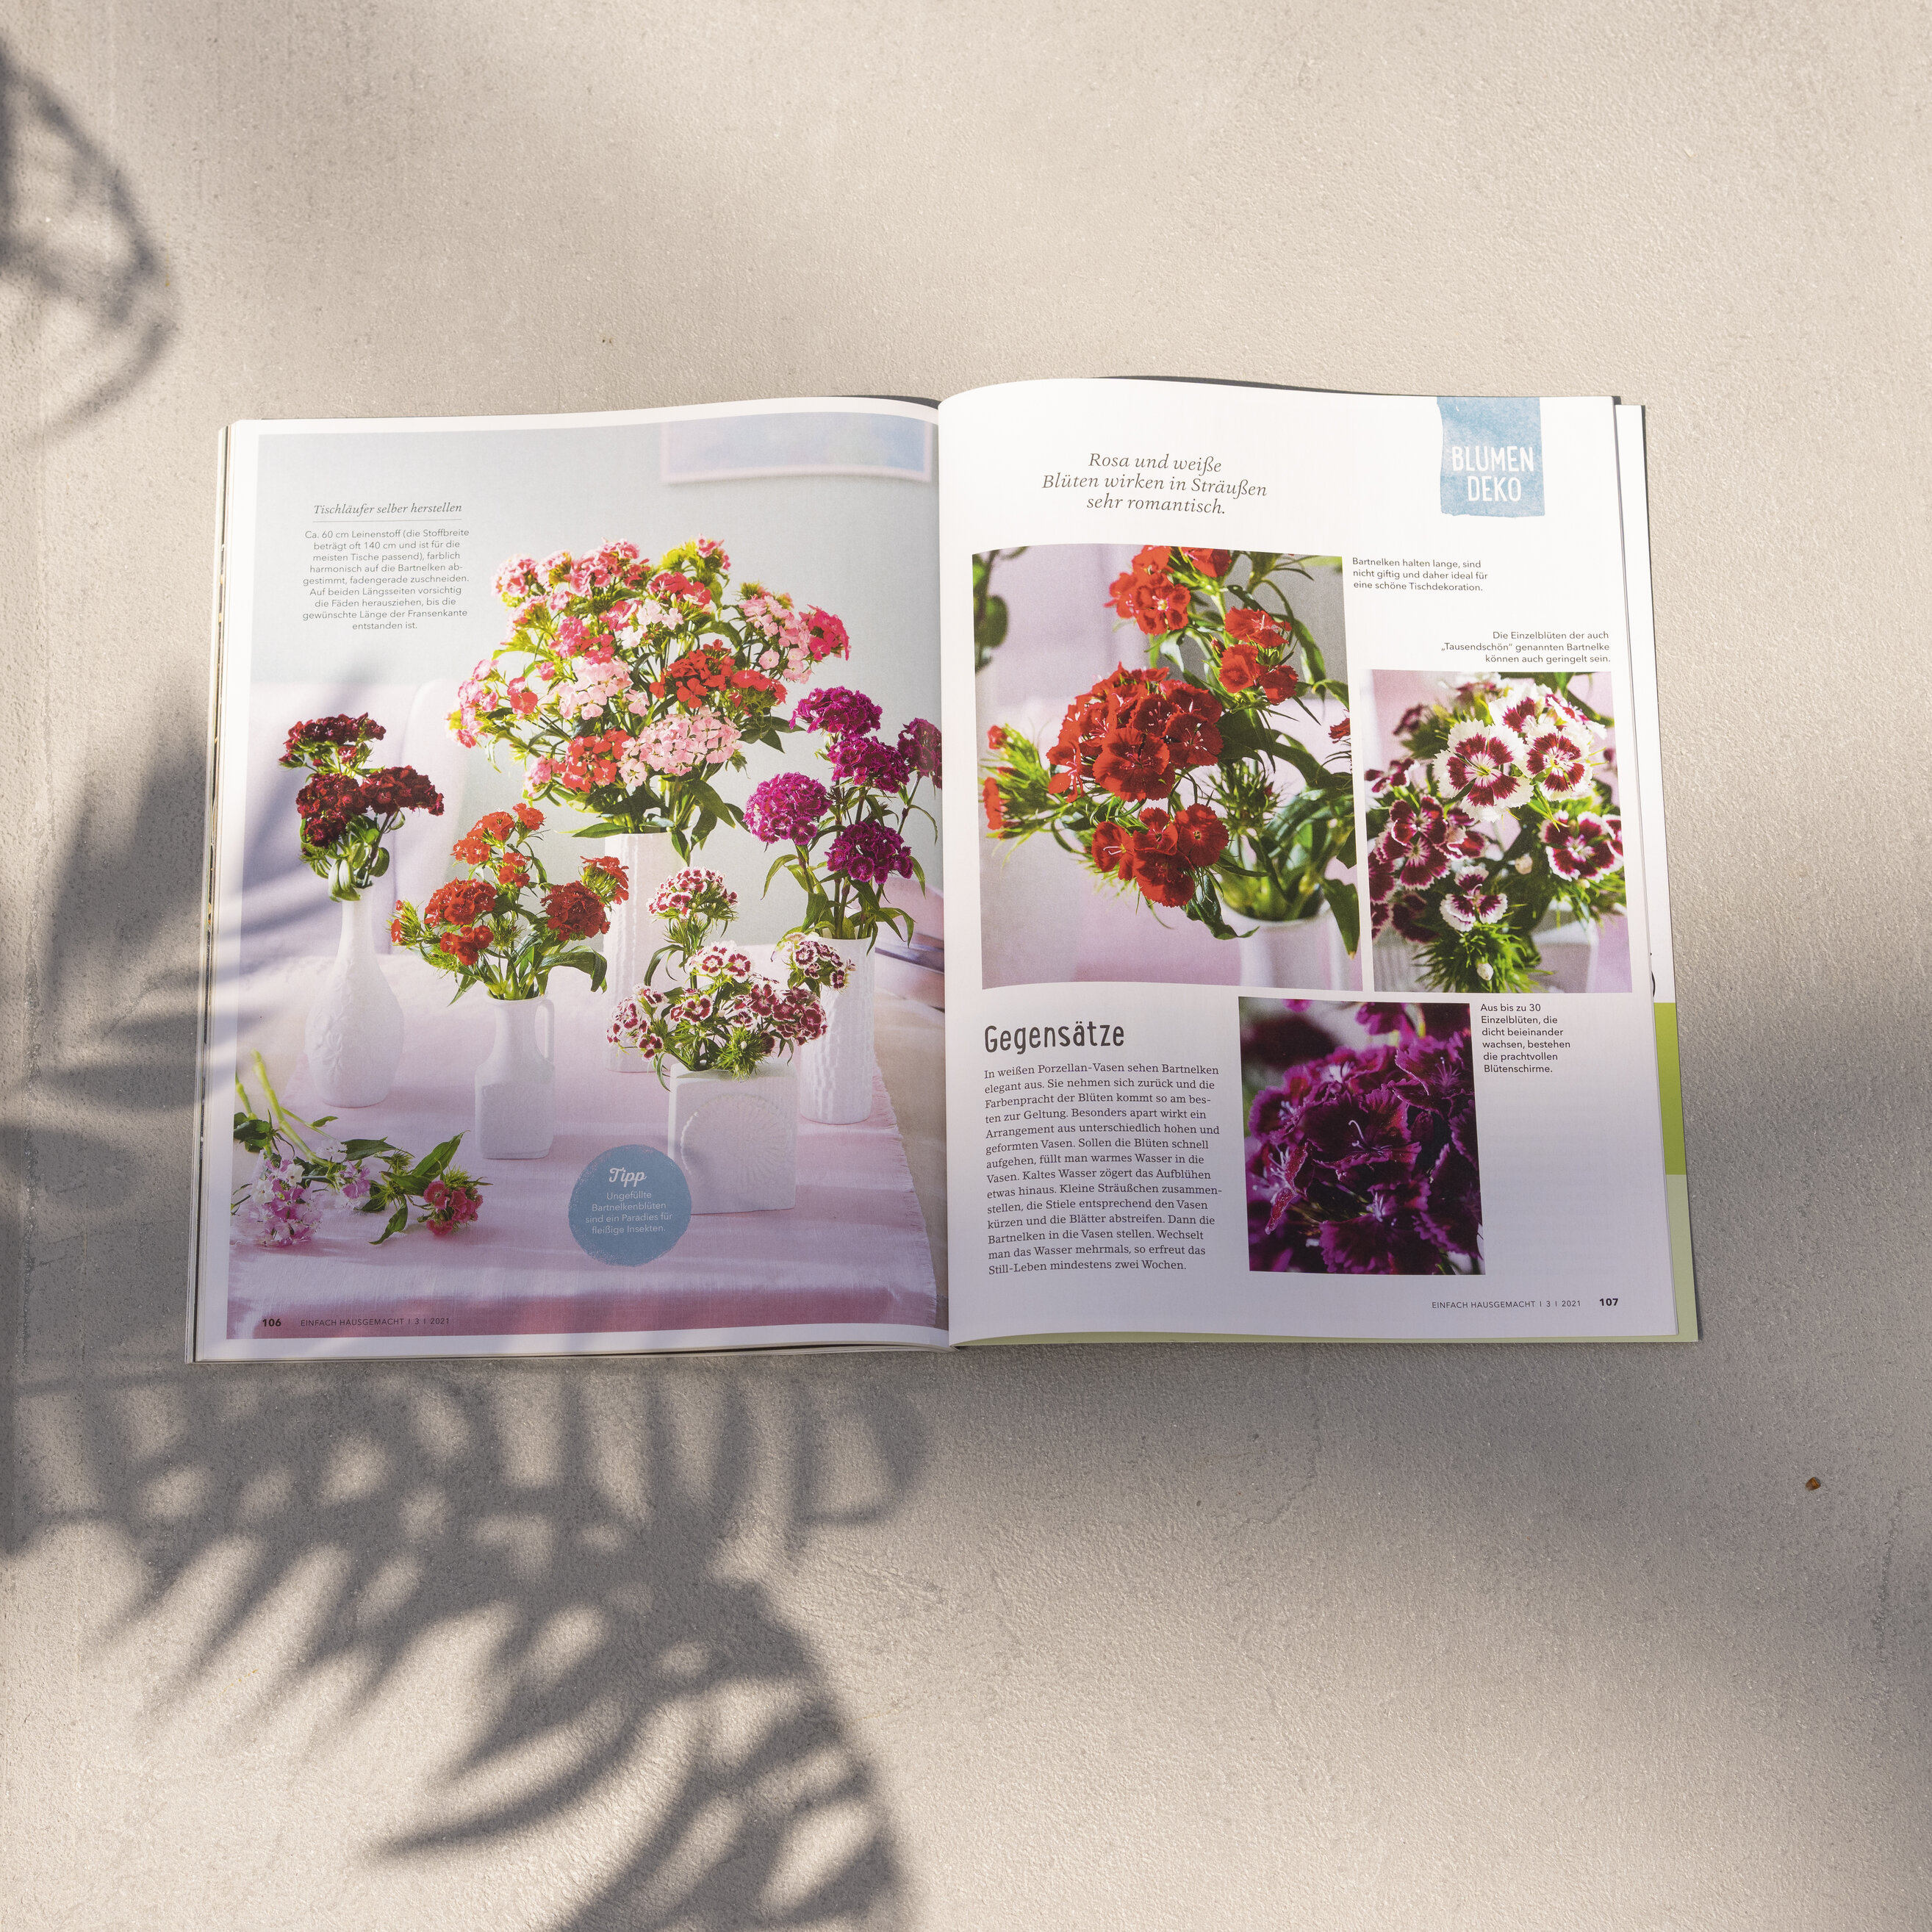 Tischläufer selber herstellen
Ca. 60 cm Leinenstoff (die Stoffbreite
beträgt oft 140 cm und ist für die
meisten Tische passend), farblich
harmonisch auf die Bartnelken ab-
gestimmt, fadengerade zuschneiden.
Auf beiden Längsseiten vorsichtig
die Fäden herausziehen, bis die
gewünschte Länge der Fransenkante
entstanden ist.
Tipp
Ungefüllte
Bartnelkenblüten
sind ein Paradies für
fleißige Insekten.
106 EINFACH HAUSGEMACHT I 3 I 2021
Rosa und weiße
Blüten wirken in Sträußen
sehr romantisch.
BLUMEN
DEKO
Bartnelken halten lange, sind
nicht giftig und daher ideal für
eine schöne Tischdekoration.
Die Einzelblüten der auch
„Tausendschön“ genannten Bartnelke
können auch geringelt sein.
Gegensätze
In weißen Porzellan-Vasen sehen Bartnelken
elegant aus. Sie nehmen sich zurück und die
Farbenpracht der Blüten kommt so am bes-
ten zur Geltung. Besonders apart wirkt ein
Arrangement aus unterschiedlich hohen und
geformten Vasen. Sollen die Blüten schnell
aufgehen, füllt man warmes Wasser in die
Vasen. Kaltes Wasser zögert das Aufblühen
etwas hinaus. Kleine Sträußchen zusammen-
stellen, die Stiele entsprechend den Vasen
kürzen und die Blätter abstreifen. Dann die
Bartnelken in die Vasen stellen. Wechselt
man das Wasser mehrmals, so erfreut das
Still-Leben mindestens zwei Wochen.
Aus bis zu 30
Einzelblüten, die
dicht beieinander
wachsen, bestehen
die prachtvollen
Blütenschirme.
EINFACH HAUSGEMACHT I 3 I 2021 107